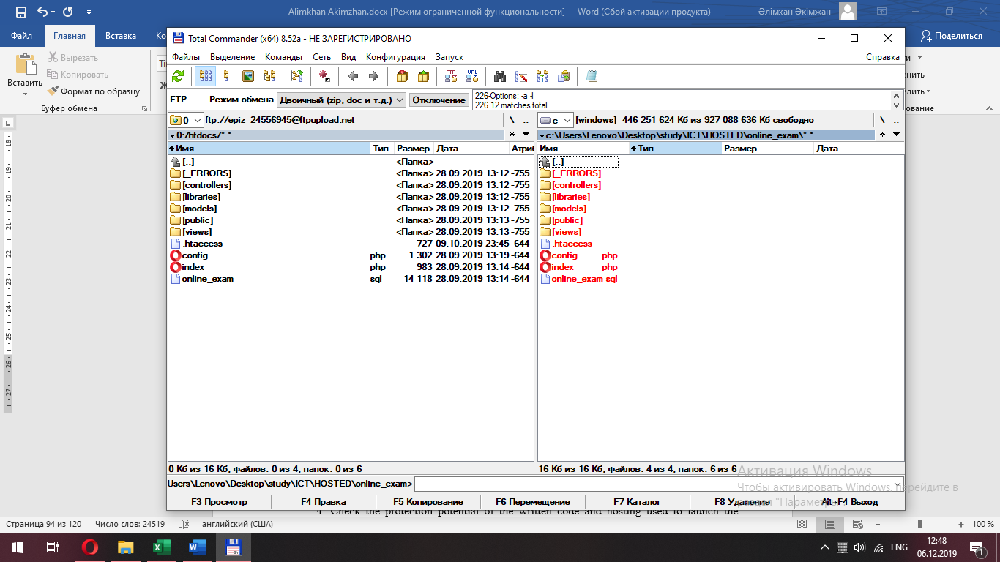 Alimkhan Akimzhan.docx [Режим ограниченной функциональности] - Word (Сбой активации продукта) Әлімхан Әкімжан
Файл Главная Вставка Ко Поделиться
Вставить
Вырезать
Копировать
Формат по образцу
Буфер обмена
Total Commander (x64) 8.52a - НЕ ЗАРЕГИСТРИРОВАНО
Файлы Выделение Команды Сеть Вид Конфигурация Запуск Справка
FTP URL
FTP Режим обмена Двоичный (zip, doc и т.д.) Отключение
226-Options: -a -l
226 12 matches total
0 ftp://epiz_24556945@ftpupload.net \ ..
c [windows] 446 251 624 Кб из 927 088 636 Кб свободно \ ..
0:/htdocs/*.* *
c:\Users\Lenovo\Desktop\study\ICT\HOSTED\online_exam\*.* *
Имя Тип Размер Дата Атриб
[..] <Папка>
[_ERRORS] <Папка> 28.09.2019 13:12 -755
[controllers] <Папка> 28.09.2019 13:12 -755
[libraries] <Папка> 28.09.2019 13:12 -755
[models] <Папка> 28.09.2019 13:12 -755
[public] <Папка> 28.09.2019 13:13 -755
[views] <Папка> 28.09.2019 13:13 -755
.htaccess 727 09.10.2019 23:45 -644
config php 1 302 28.09.2019 13:19 -644
index php 983 28.09.2019 13:14 -644
online_exam sql 14 118 28.09.2019 13:14 -644
0 Кб из 16 Кб, файлов: 0 из 4, папок: 0 из 6
Имя Тип Размер Дата
[..]
[_ERRORS]
[controllers]
[libraries]
[models]
[public]
[views]
.htaccess
config php
index php
online_exam sql
16 Кб из 16 Кб, файлов: 4 из 4, папок: 6 из 6
Users\Lenovo\Desktop\study\ICT\HOSTED\online_exam>
F3 Просмотр F4 Правка F5 Копирование F6 Перемещение F7 Каталог F8 Удаление Alt+F4 Выход
Активация Windows
Чтобы активировать Windows, перейдите в
раздел "Параметры".
4. Check the protection potential of the written code and hosting used to launch the
Страница 94 из 120 Число слов: 24519 английский (США) 100 %
ENG
12:48
06.12.2019
1